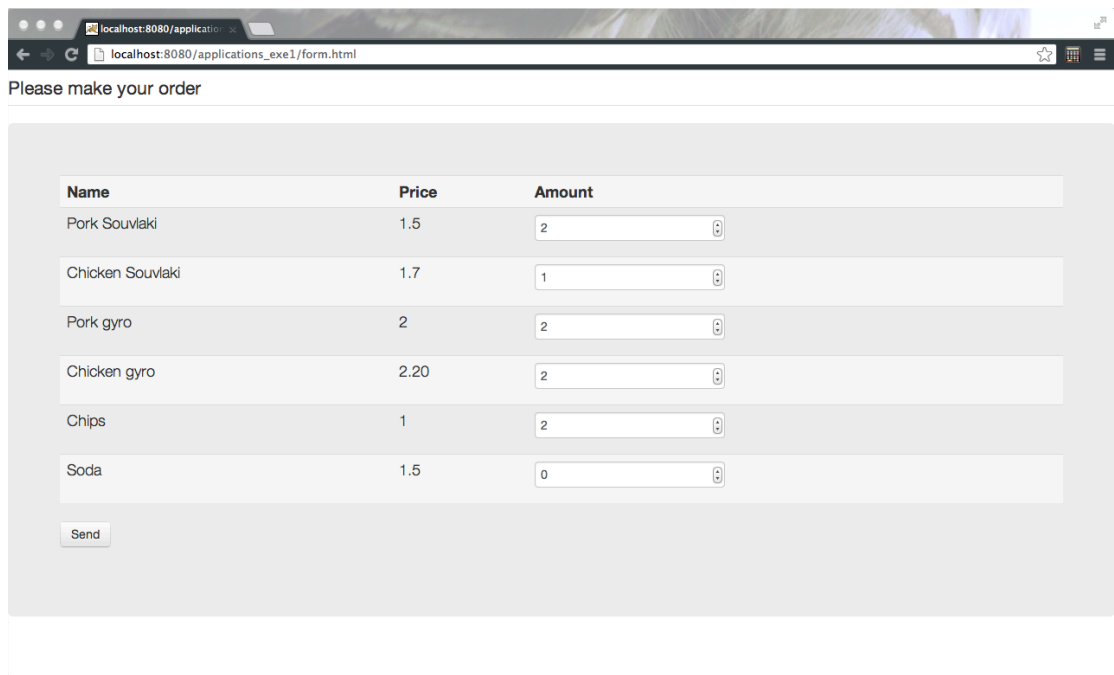 localhost:8080/application
localhost:8080/applications_exe1/form.html
Please make your order
Name Price Amount
Pork Souvlaki 1.5 2
Chicken Souvlaki 1.7 1
Pork gyro 2 2
Chicken gyro 2.20 2
Chips 1 2
Soda 1.5 0
Send